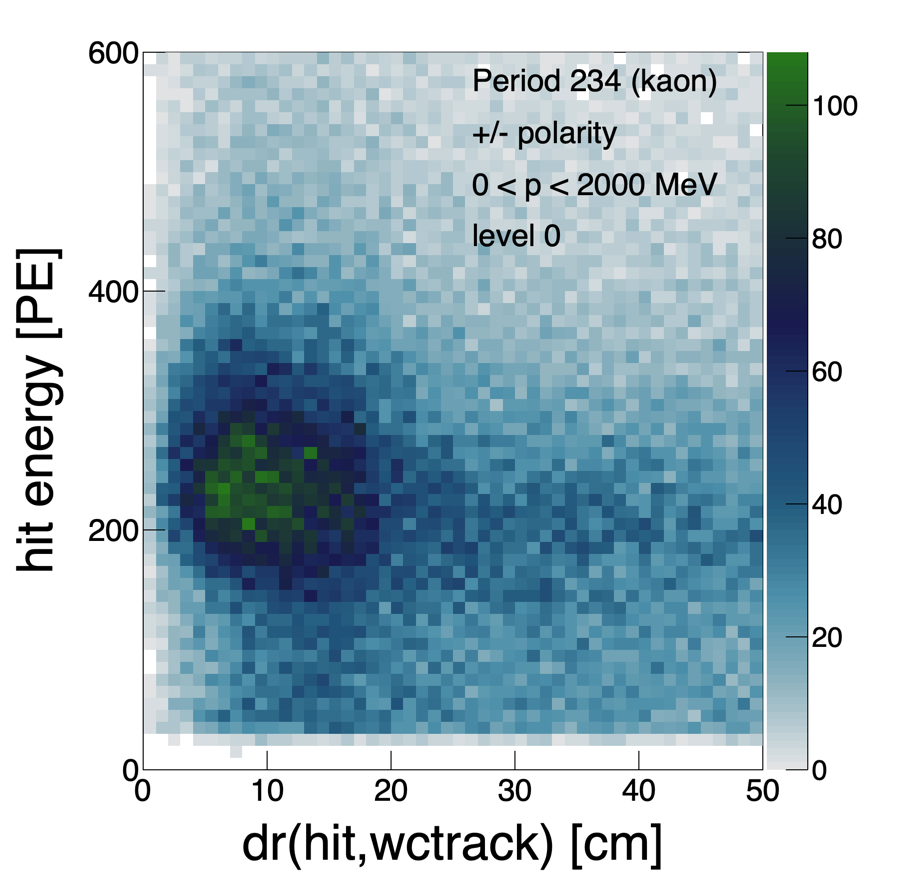 600
400
200
0
hit energy [PE]
Period 234 (kaon)
+/- polarity
0 < p < 2000 MeV
level 0
100
80
60
40
20
0
0 10 20 30 40 50
dr(hit,wctrack) [cm]